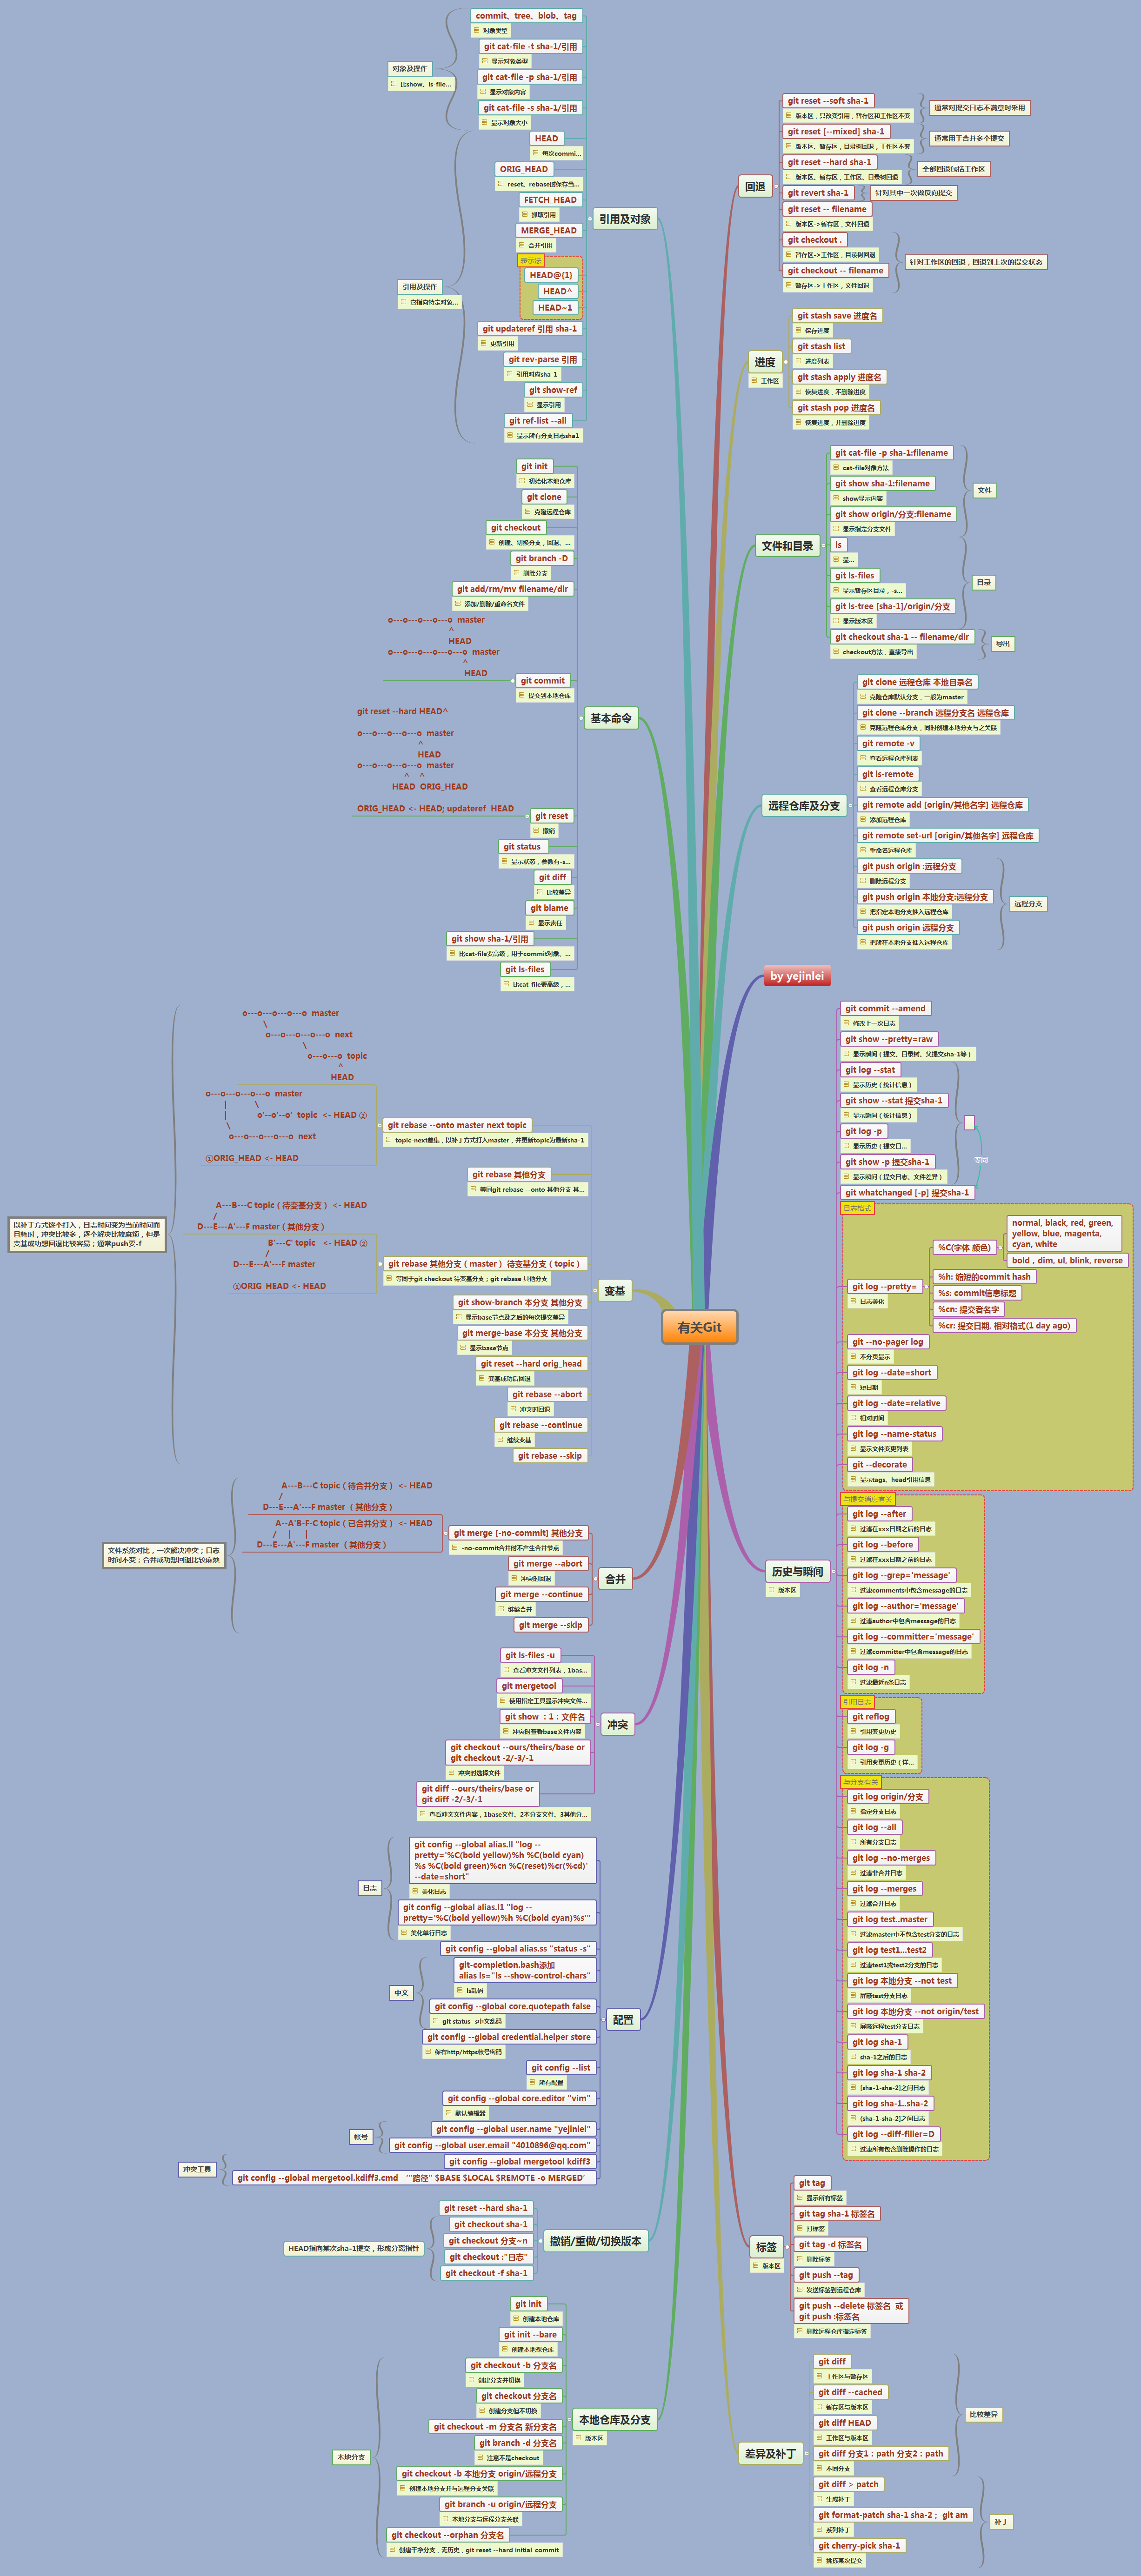 有关Git
引用及对象
对象及操作
比show、ls-file...
commit、tree、blob、tag
对象类型
git cat-file -t sha-1/引用
显示对象类型
git cat-file -p sha-1/引用
显示对象内容
git cat-file -s sha-1/引用
显示对象大小
引用及操作
它指向特定对象...
HEAD
每次commi...
ORIG_HEAD
reset、rebase时保存当...
FETCH_HEAD
抓取引用
MERGE_HEAD
合并引用
表示法
HEAD@{1}
HEAD^
HEAD~1
git updateref 引用 sha-1
更新引用
git rev-parse 引用
引用对应sha-1
git show-ref
显示引用
git ref-list --all
显示所有分支日志sha1
基本命令
git init
初始化本地仓库
git clone
克隆远程仓库
git checkout
创建、切换分支，回退、...
git branch -D
删除分支
git add/rm/mv filename/dir
添加/删除/重命名文件
o---o---o---o---o master
^
HEAD
o---o---o---o---o---o master
^
HEAD
git commit
提交到本地仓库
git reset --hard HEAD^
o---o---o---o---o---o master
^
HEAD
o---o---o---o---o master
^ ^
HEAD ORIG_HEAD
ORIG_HEAD <- HEAD; updateref HEAD
git reset
撤销
git status
显示状态，参数有-s...
git diff
比较差异
git blame
显示责任
git show sha-1/引用
比cat-file要高级，用于commit对象、...
git ls-files
比cat-file要高级，...
变基
以补丁方式逐个打入，日志时间变为当前时间而
且耗时，冲突比较多，逐个解决比较麻烦，但是
变基成功想回退比较容易；通常push要-f
o---o---o---o---o master
\
o---o---o---o---o next
\
o---o---o topic
^
HEAD
o---o---o---o---o master
| \
| o'--o'--o' topic <- HEAD ②
\
o---o---o---o---o next
①ORIG_HEAD <- HEAD
git rebase --onto master next topic
topic-next差集，以补丁方式打入master，并更新topic为最新sha-1
git rebase 其他分支
等同git rebase --onto 其他分支 其...
A---B---C topic（待变基分支） <- HEAD
/
D---E---A'---F master（其他分支）
B'---C' topic <- HEAD ②
/
D---E---A'---F master
①ORIG_HEAD <- HEAD
git rebase 其他分支（master） 待变基分支（topic）
等同于git checkout 待变基分支；git rebase 其他分支
git show-branch 本分支 其他分支
显示base节点及之后的每次提交差异
git merge-base 本分支 其他分支
显示base节点
git reset --hard orig_head
变基成功后回退
git rebase --abort
冲突时回退
git rebase --continue
继续变基
git rebase --skip
合并
文件系统对比，一次解决冲突；日志
时间不变；合并成功想回退比较麻烦
A---B---C topic（待合并分支） <- HEAD
/
D---E---A'---F master （其他分支）
A--A'B-F-C topic（已合并分支） <- HEAD
/ | |
D---E---A'---F master （其他分支）
git merge [-no-commit] 其他分支
-no-commit合并时不产生合并节点
git merge --abort
冲突时回退
git merge --continue
继续合并
git merge --skip
冲突
git ls-files -u
查看冲突文件列表，1bas...
git mergetool
使用指定工具显示冲突文件...
git show ：1：文件名
冲突时查看base文件内容
git checkout --ours/theirs/base or
git checkout -2/-3/-1
冲突时选择文件
git diff --ours/theirs/base or
git diff -2/-3/-1
查看冲突文件内容，1base文件、2本分支文件、3其他分...
配置
日志
git config --global alias.ll "log --
pretty='%C(bold yellow)%h %C(bold cyan)
%s %C(bold green)%cn %C(reset)%cr(%cd)'
--date=short"
美化日志
git config --global alias.l1 "log --
pretty='%C(bold yellow)%h %C(bold cyan)%s'"
美化单行日志
git config --global alias.ss "status -s"
中文
git-completion.bash添加
alias ls="ls --show-control-chars"
ls乱码
git config --global core.quotepath false
git status -s中文乱码
git config --global credential.helper store
保存http/https帐号密码
git config --list
所有配置
git config --global core.editor "vim"
默认编辑器
帐号
git config --global user.name "yejinlei"
git config --global user.email "4010896@qq.com"
冲突工具
git config --global mergetool kdiff3
git config --global mergetool.kdiff3.cmd '"路径" $BASE $LOCAL $REMOTE -o MERGED'
撤销/重做/切换版本
HEAD指向某次sha-1提交，形成分离指针
git reset --hard sha-1
git checkout sha-1
git checkout 分支~n
git checkout :"日志"
git checkout -f sha-1
本地仓库及分支
版本区
git init
创建本地仓库
git init --bare
创建本地裸仓库
本地分支
git checkout -b 分支名
创建分支并切换
git checkout 分支名
创建分支但不切换
git checkout -m 分支名 新分支名
git branch -d 分支名
注意不是checkout
git checkout -b 本地分支 origin/远程分支
创建本地分支并与远程分支关联
git branch -u origin/远程分支
本地分支与远程分支关联
git checkout --orphan 分支名
创建干净分支，无历史，git reset --hard initial_commit
回退
git reset --soft sha-1
版本区，只改变引用，暂存区和工作区不变
通常对提交日志不满意时采用
git reset [--mixed] sha-1
版本区、暂存区，目录树回退，工作区不变
通常用于合并多个提交
git reset --hard sha-1
版本区、暂存区，工作区、目录树回退
全部回退包括工作区
git revert sha-1
针对其中一次做反向提交
git reset -- filename
版本区->暂存区，文件回退
git checkout .
暂存区->工作区，目录树回退
git checkout -- filename
暂存区->工作区，文件回退
针对工作区的回退，回退到上次的提交状态
进度
工作区
git stash save 进度名
保存进度
git stash list
进度列表
git stash apply 进度名
恢复进度，不删除进度
git stash pop 进度名
恢复进度，并删除进度
文件和目录
git cat-file -p sha-1:filename
cat-file对象方法
git show sha-1:filename
show显示内容
git show origin/分支:filename
显示指定分支文件
文件
ls
显...
git ls-files
显示暂存区目录，-s...
git ls-tree [sha-1]/origin/分支
显示版本区
目录
git checkout sha-1 -- filename/dir
checkout方法，直接导出
导出
远程仓库及分支
git clone 远程仓库 本地目录名
克隆仓库默认分支，一般为master
git clone --branch 远程分支名 远程仓库
克隆远程仓库分支，同时创建本地分支与之关联
git remote -v
查看远程仓库列表
git ls-remote
查看远程仓库分支
git remote add [origin/其他名字] 远程仓库
添加远程仓库
git remote set-url [origin/其他名字] 远程仓库
重命名远程仓库
git push origin :远程分支
删除远程分支
git push origin 本地分支:远程分支
把指定本地分支推入远程仓库
git push origin 远程分支
把所在本地分支推入远程仓库
远程分支
by yejinlei
历史与瞬间
版本区
git commit --amend
修改上一次日志
git show --pretty=raw
显示瞬间（提交、目录树、父提交sha-1等）
git log --stat
显示历史（统计信息）
git show --stat 提交sha-1
显示瞬间（统计信息）
git log -p
显示历史（提交日...
git show -p 提交sha-1
显示瞬间（提交日志、文件差异）
等同
git whatchanged [-p] 提交sha-1
日志格式
git log --pretty=
日志美化
%C(字体 颜色)
normal, black, red, green,
yellow, blue, magenta,
cyan, white
bold，dim, ul, blink, reverse
%h: 缩短的commit hash
%s: commit信息标题
%cn: 提交者名字
%cr: 提交日期, 相对格式(1 day ago)
git --no-pager log
不分页显示
git log --date=short
短日期
git log --date=relative
相对时间
git log --name-status
显示文件变更列表
git --decorate
显示tags、head引用信息
与提交消息有关
git log --after
过滤在xxx日期之后的日志
git log --before
过滤在xxx日期之前的日志
git log --grep='message'
过滤comments中包含message的日志
git log --author='message'
过滤author中包含message的日志
git log --committer='message'
过滤committer中包含message的日志
git log -n
过滤最近n条日志
引用日志
git reflog
引用变更历史
git log -g
引用变更历史（详...
与分支有关
git log origin/分支
指定分支日志
git log --all
所有分支日志
git log --no-merges
过滤非合并日志
git log --merges
过滤合并日志
git log test..master
过滤master中不包含test分支的日志
git log test1...test2
过滤test1或test2分支的日志
git log 本地分支 --not test
屏蔽test分支日志
git log 本地分支 --not origin/test
屏蔽远程test分支日志
git log sha-1
sha-1之后的日志
git log sha-1 sha-2
[sha-1-sha-2]之间日志
git log sha-1..sha-2
(sha-1-sha-2]之间日志
git log --diff-filler=D
过滤所有包含删除操作的日志
标签
版本区
git tag
显示所有标签
git tag sha-1 标签名
打标签
git tag -d 标签名
删除标签
git push --tag
发送标签到远程仓库
git push --delete 标签名 或
git push :标签名
删除远程仓库指定标签
差异及补丁
git diff
工作区与暂存区
git diff --cached
暂存区与版本区
git diff HEAD
工作区与版本区
git diff 分支1：path 分支2：path
不同分支
比较差异
git diff > patch
生成补丁
git format-patch sha-1 sha-2； git am
系列补丁
git cherry-pick sha-1
挑拣某次提交
补丁